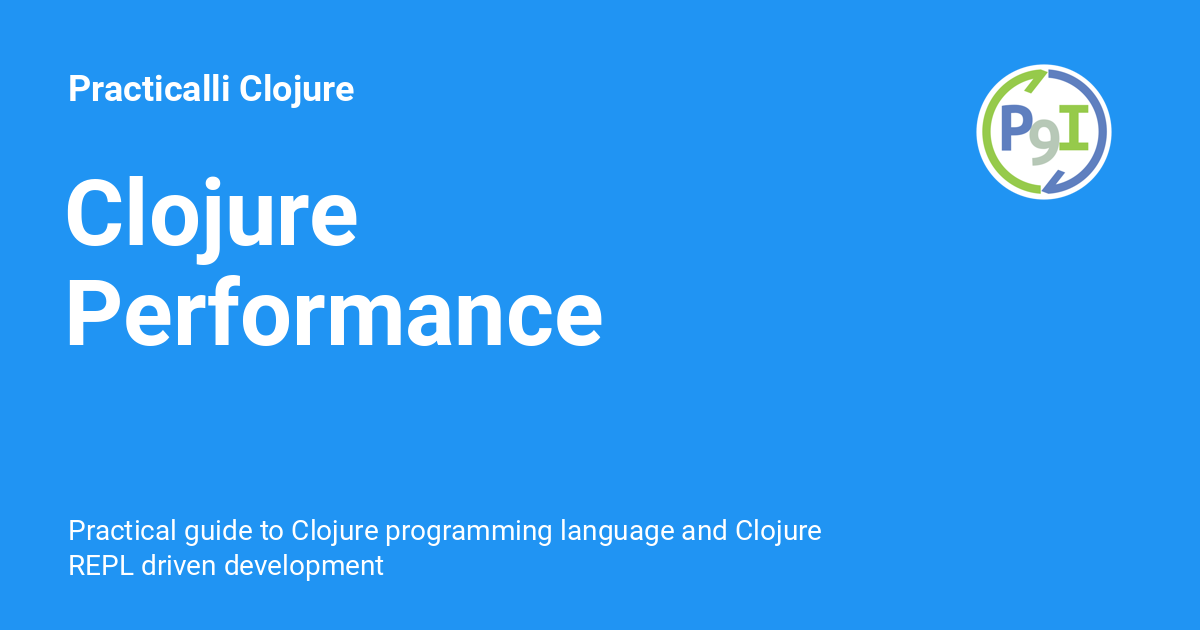 Practicalli Clojure
P9I
Clojure
Performance
Practical guide to Clojure programming language and Clojure
REPL driven development